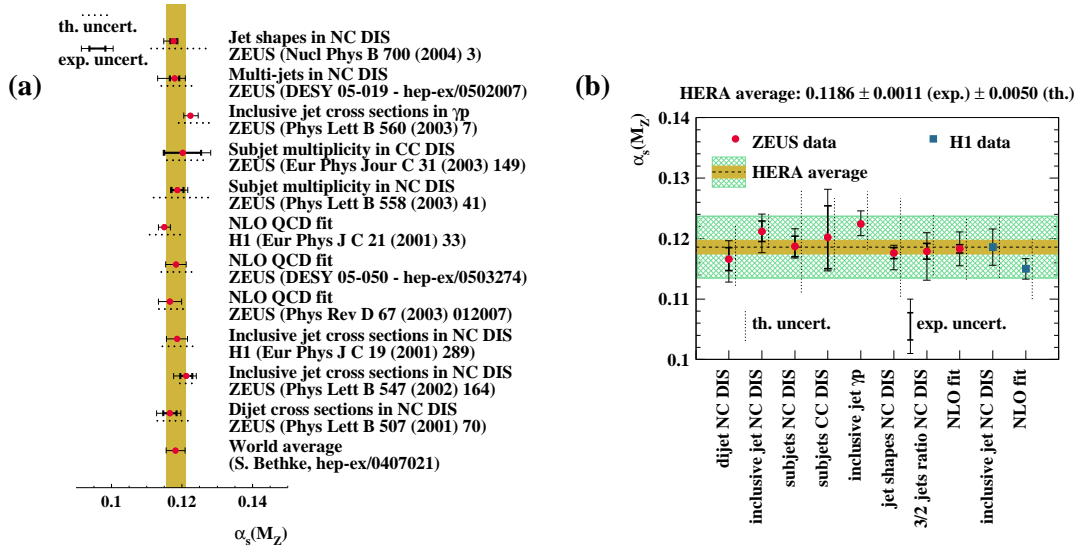 (a)
th. uncert.
exp. uncert.
Jet shapes in NC DIS
ZEUS (Nucl Phys B 700 (2004) 3)
Multi-jets in NC DIS
ZEUS (DESY 05-019 - hep-ex/0502007)
Inclusive jet cross sections in γp
ZEUS (Phys Lett B 560 (2003) 7)
Subjet multiplicity in CC DIS
ZEUS (Eur Phys Jour C 31 (2003) 149)
Subjet multiplicity in NC DIS
ZEUS (Phys Lett B 558 (2003) 41)
NLO QCD fit
H1 (Eur Phys J C 21 (2001) 33)
NLO QCD fit
ZEUS (DESY 05-050 - hep-ex/0503274)
NLO QCD fit
ZEUS (Phys Rev D 67 (2003) 012007)
Inclusive jet cross sections in NC DIS
H1 (Eur Phys J C 19 (2001) 289)
Inclusive jet cross sections in NC DIS
ZEUS (Phys Lett B 547 (2002) 164)
Dijet cross sections in NC DIS
ZEUS (Phys Lett B 507 (2001) 70)
World average
(S. Bethke, hep-ex/0407021)
0.1 0.12 0.14
αs(MZ)
(b)
HERA average: 0.1186 ± 0.0011 (exp.) ± 0.0050 (th.)
αs(MZ)
0.14
0.13
0.12
0.11
0.1
ZEUS data
H1 data
HERA average
th. uncert.
exp. uncert.
dijet NC DIS
inclusive jet NC DIS
subjets NC DIS
subjets CC DIS
inclusive jet γp
jet shapes NC DIS
3/2 jets ratio NC DIS
NLO fit
inclusive jet NC DIS
NLO fit